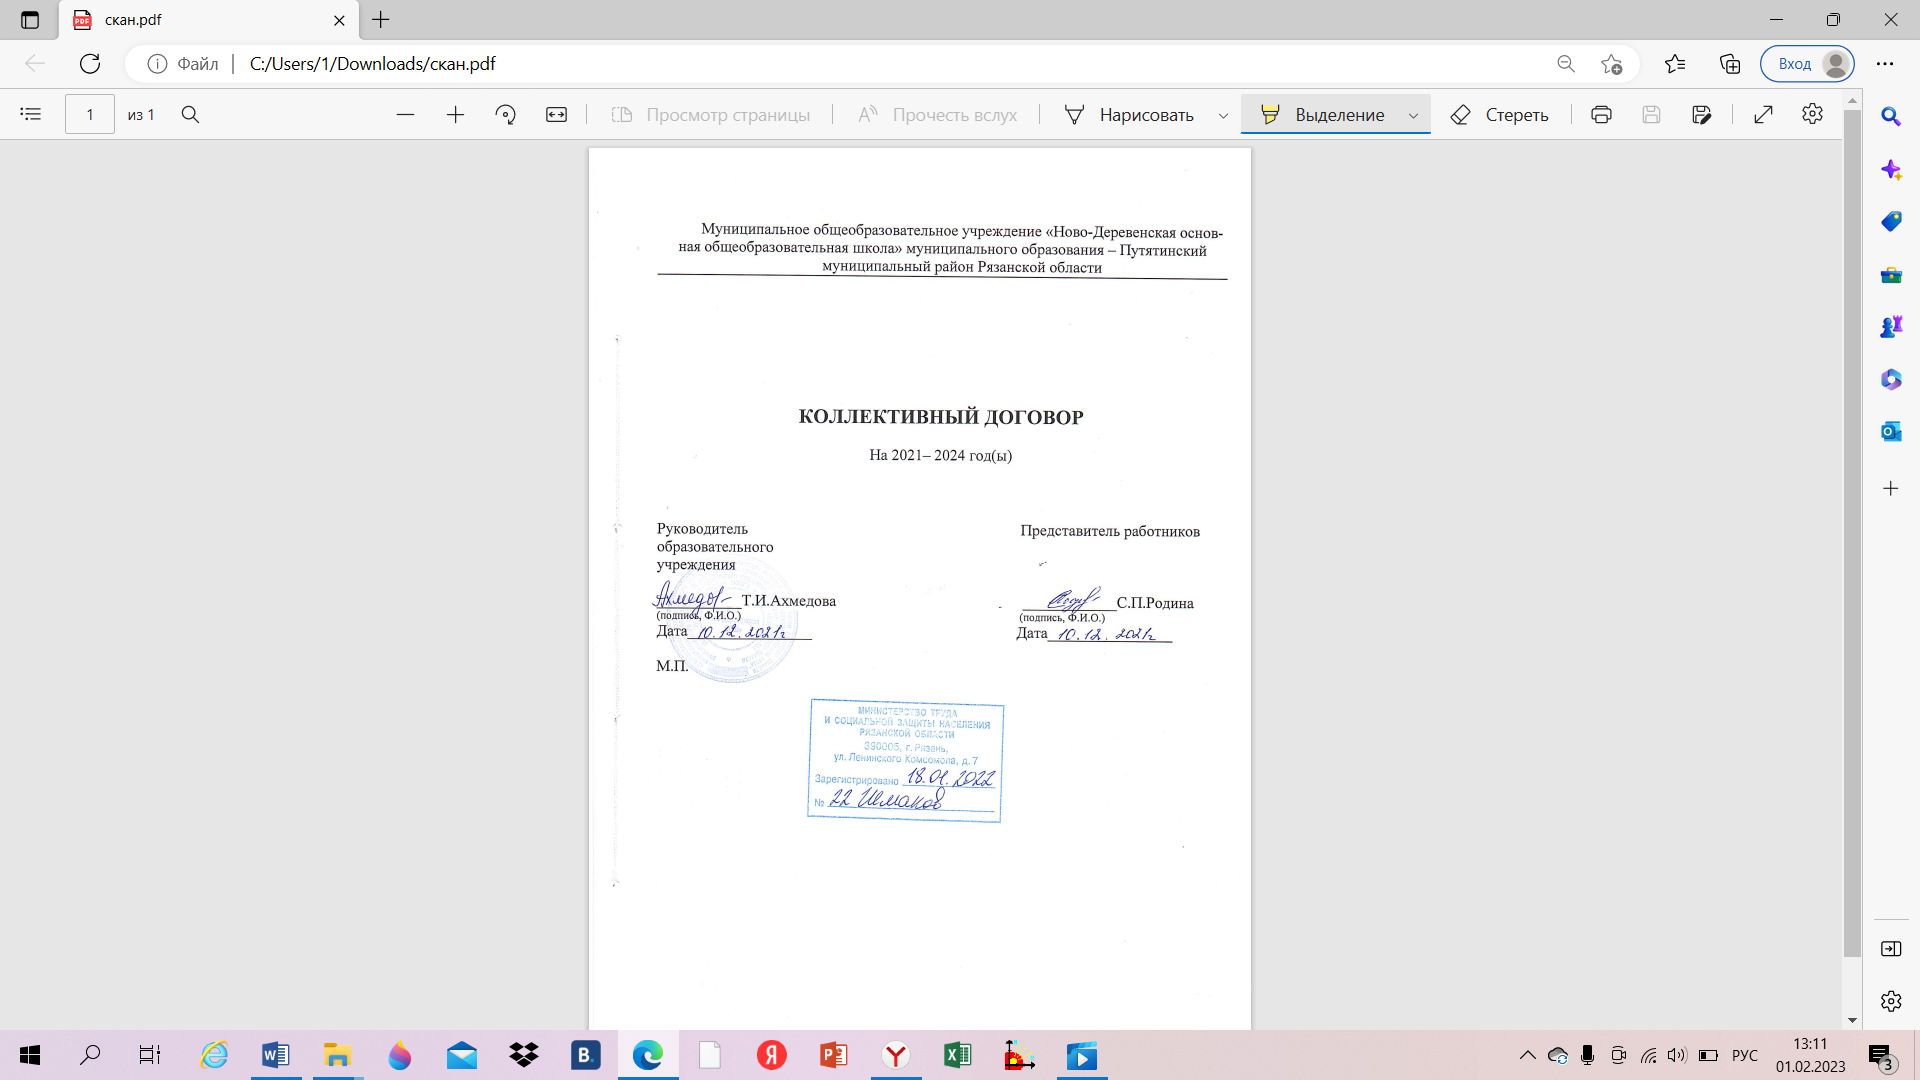 скан.pdf
Файл
C:/Users/1/Downloads/скан.pdf
Вход
1
из 1
Просмотр страницы
Прочесть вслух
Нарисовать
Выделение
Стереть
Муниципальное общеобразовательное учреждение «Ново-Деревенская основ-
ная общеобразовательная школа» муниципального образования – Путятинский
муниципальный район Рязанской области
КОЛЛЕКТИВНЫЙ ДОГОВОР
На 2021– 2024 год(ы)
Руководитель
образовательного
учреждения
Ахмедов Т.И.Ахмедова
(подпись, Ф.И.О.)
Дата 10.12.2021г
М.П.
Представитель работников
С.П.Родина
(подпись, Ф.И.О.)
Дата 10.12.2021г
МИНИСТЕРСТВО ТРУДА
И СОЦИАЛЬНОЙ ЗАЩИТЫ НАСЕЛЕНИЯ
РЯЗАНСКОЙ ОБЛАСТИ
390005, г. Рязань,
ул. Ленинского Комсомола, д. 7
Зарегистрировано 18.01.2022
№ 22 Шмаков
РУС
13:11
01.02.2023
3